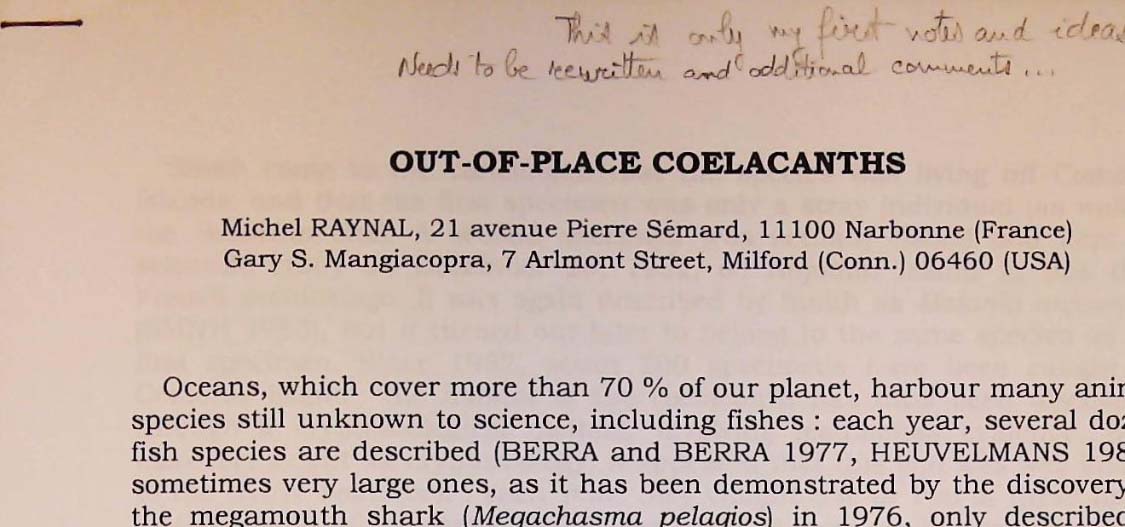 This is only my first notes and ideas
Needs to be rewritten and additional comments...
OUT-OF-PLACE COELACANTHS
Michel RAYNAL, 21 avenue Pierre Sémard, 11100 Narbonne (France)
Gary S. Mangiacopra, 7 Arlmont Street, Milford (Conn.) 06460 (USA)
Oceans, which cover more than 70 % of our planet, harbour many anim
species still unknown to science, including fishes : each year, several doz
fish species are described (BERRA and BERRA 1977, HEUVELMANS 198
sometimes very large ones, as it has been demonstrated by the discovery
the megamouth shark (Megachasma pelagios) in 1976, only described